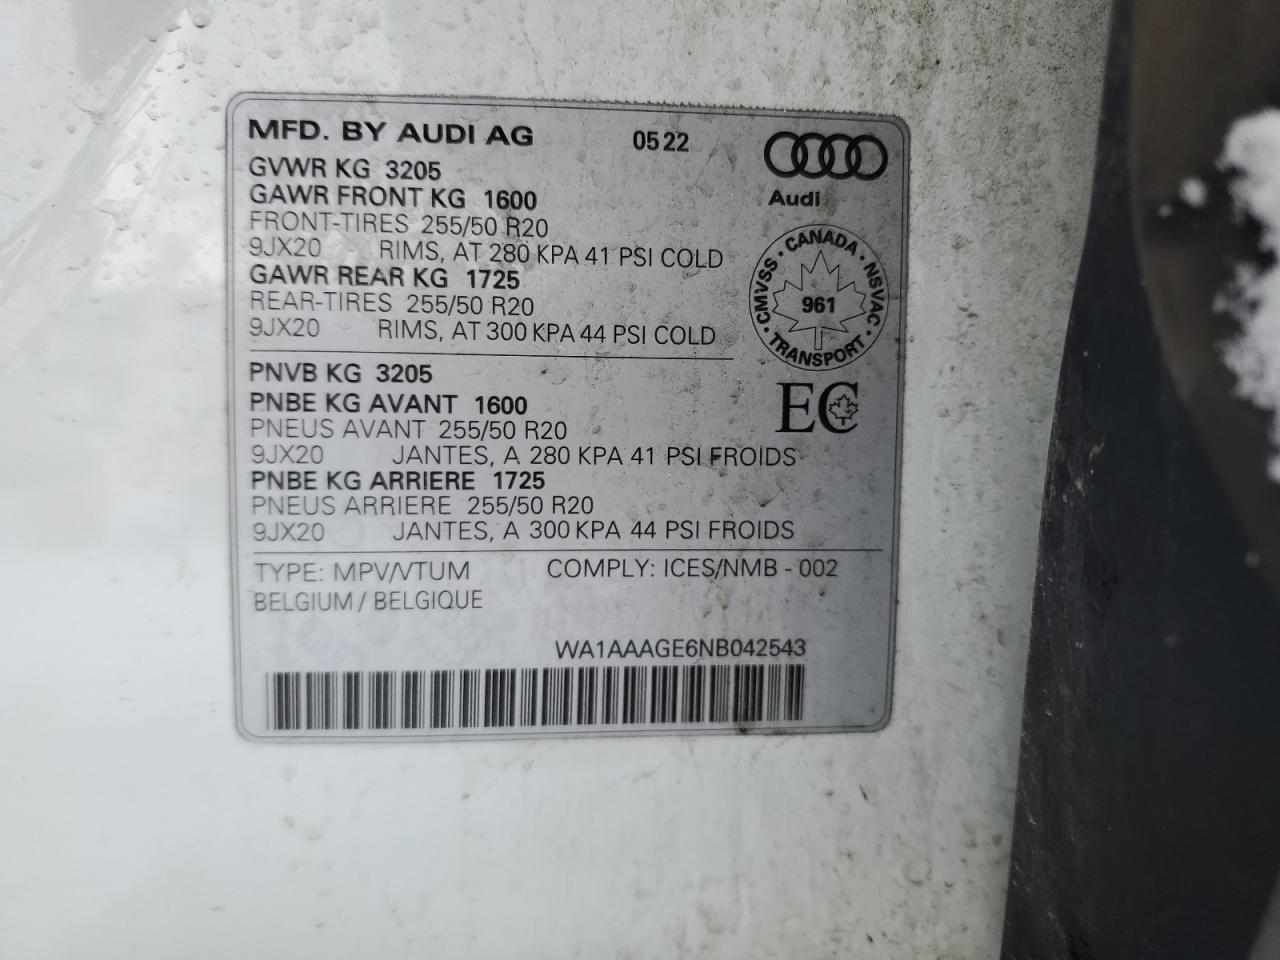 MFD. BY AUDI AG 0522
Audi
GVWR KG 3205
GAWR FRONT KG 1600
FRONT-TIRES 255/50 R20
9JX20 RIMS, AT 280 KPA 41 PSI COLD
GAWR REAR KG 1725
REAR-TIRES 255/50 R20
9JX20 RIMS, AT 300 KPA 44 PSI COLD
CANADA · NSVAC · TRANSPORT · CMVSS ·
961
PNVB KG 3205
PNBE KG AVANT 1600
PNEUS AVANT 255/50 R20
9JX20 JANTES, A 280 KPA 41 PSI FROIDS
PNBE KG ARRIERE 1725
PNEUS ARRIERE 255/50 R20
9JX20 JANTES, A 300 KPA 44 PSI FROIDS
EC
TYPE: MPV/VTUM COMPLY: ICES/NMB - 002
BELGIUM / BELGIQUE
WA1AAAGE6NB042543